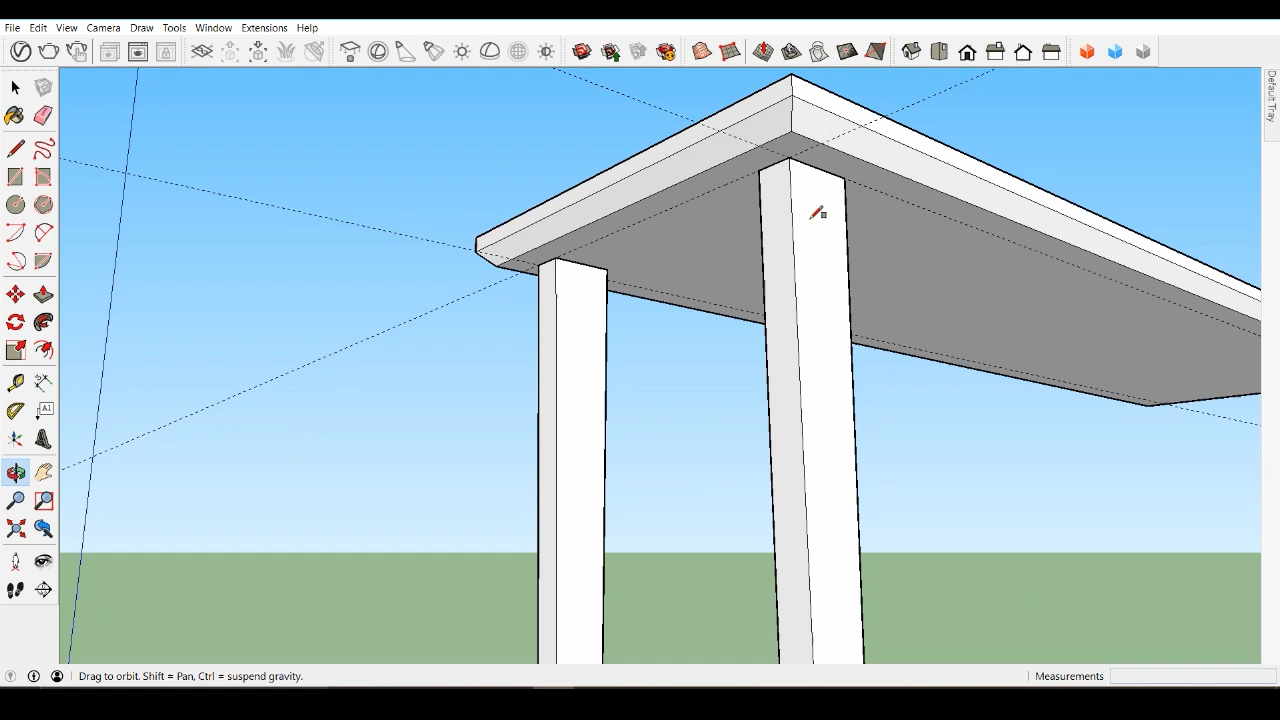 File Edit View Camera Draw Tools Window Extensions Help
Default Tray
A1
Drag to orbit. Shift = Pan, Ctrl = suspend gravity.
Measurements